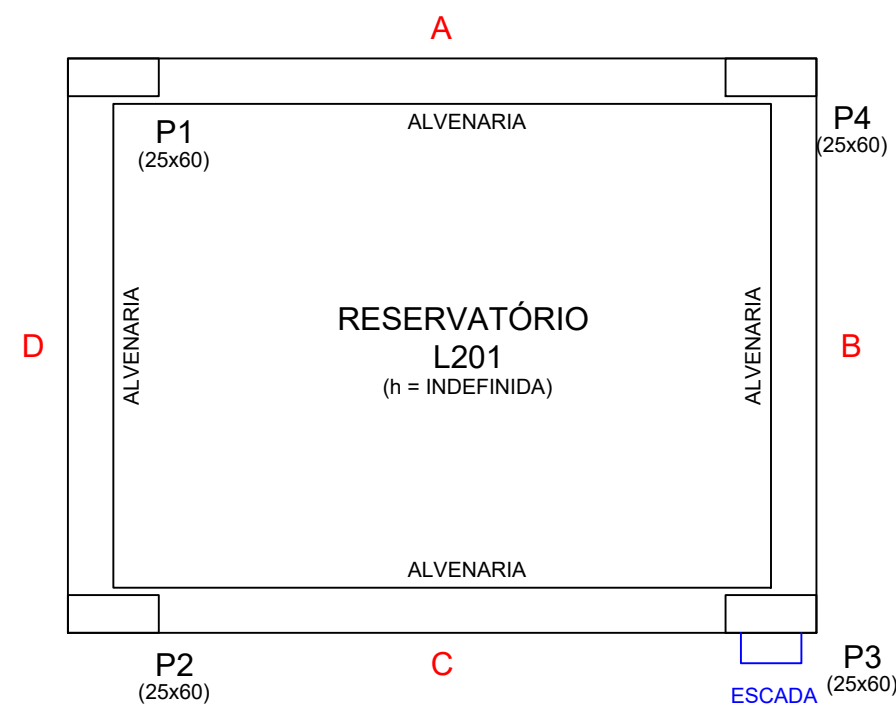 A
P1
(25x60)
ALVENARIA
P4
(25x60)
D
ALVENARIA
RESERVATÓRIO
L201
(h = INDEFINIDA)
ALVENARIA
B
ALVENARIA
P2
(25x60)
C
ESCADA
P3
(25x60)